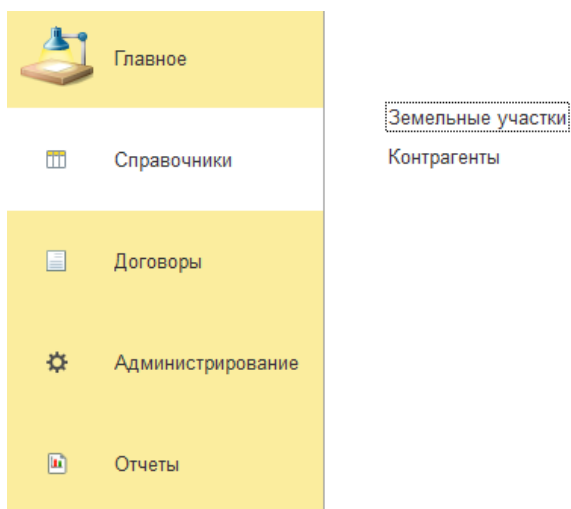 Главное
Земельные участки
Справочники
Контрагенты
Договоры
Администрирование
Отчеты